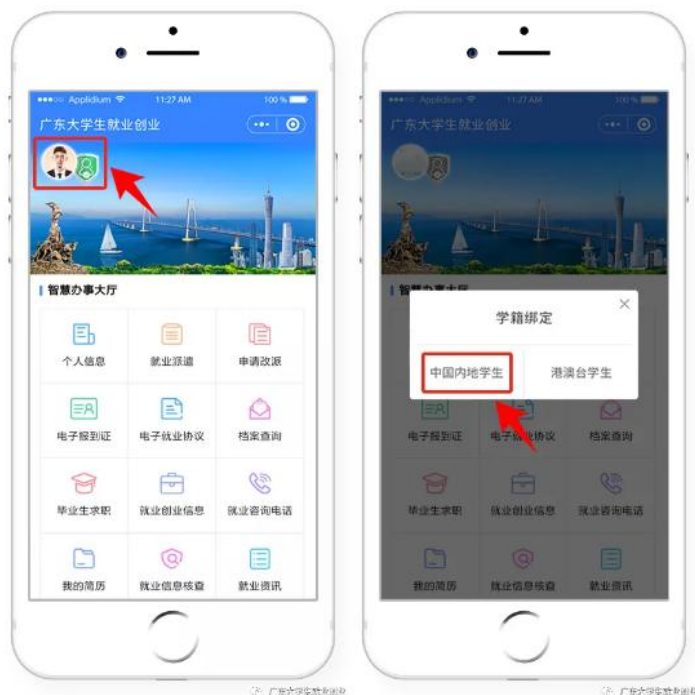 Applidium 11:27 AM 100 %
广东大学生就业创业
智慧办事大厅
个人信息 就业派遣 申请改派
电子报到证 电子就业协议 档案查询
毕业生求职 就业创业信息 就业咨询电话
我的简历 就业信息核查 就业资讯
广东大学生就业创业
Applidium 11:27 AM 100 %
广东大学生就业创业
学籍绑定
中国内地学生 港澳台学生
电子报到证 电子就业协议 档案查询
毕业生求职 就业创业信息 就业咨询电话
我的简历 就业信息核查 就业资讯
广东大学生就业创业